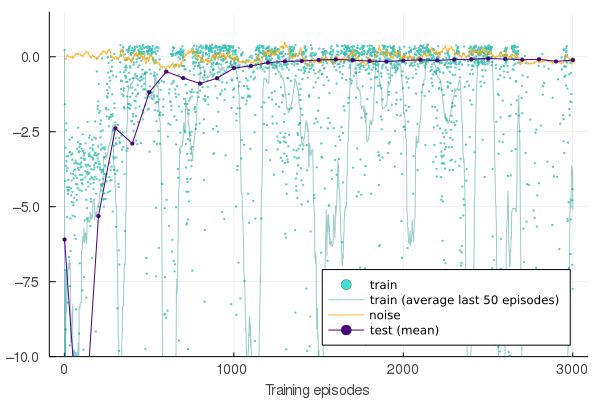 0.0
−2.5
−5.0
−7.5
−10.0
train
train (average last 50 episodes)
noise
test (mean)
0 1000 2000 3000
Training episodes